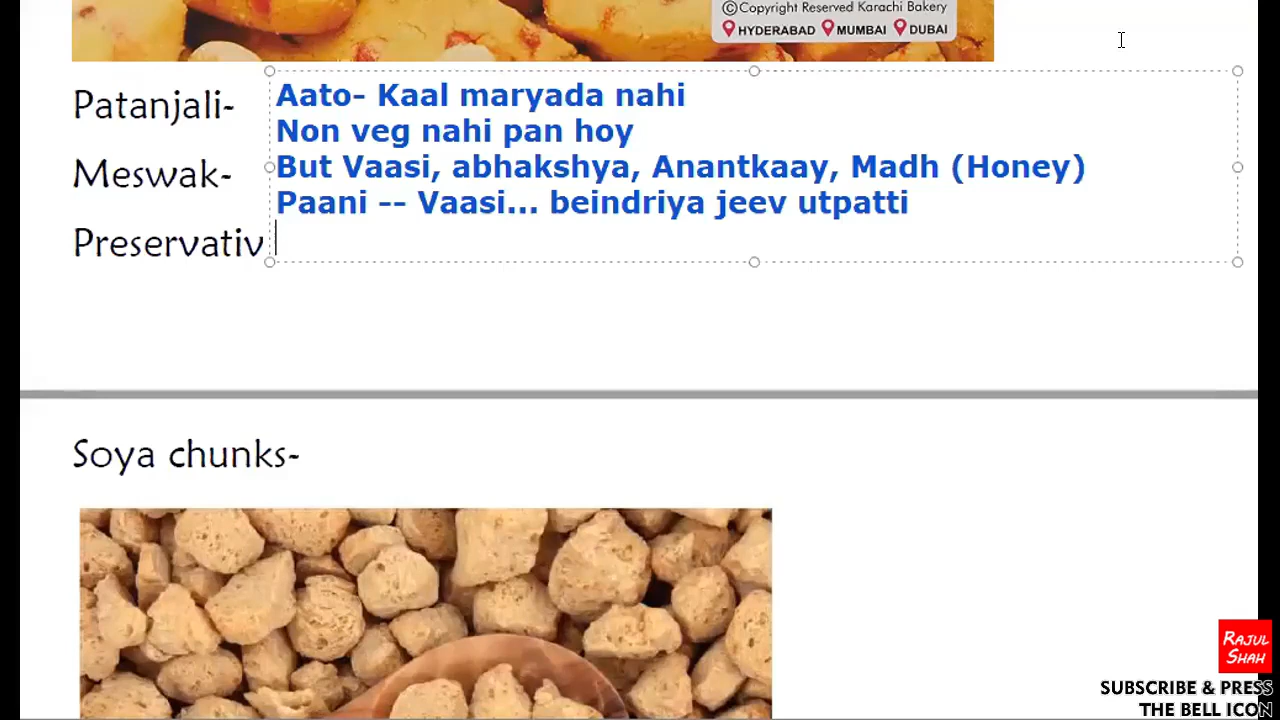 ©Copyright Reserved Karachi Bakery
HYDERABAD MUMBAI DUBAI
Patanjali-
Aato- Kaal maryada nahi
Non veg nahi pan hoy
Meswak-
But Vaasi, abhakshya, Anantkaay, Madh (Honey)
Paani -- Vaasi... beindriya jeev utpatti
Preservativ
Soya chunks-
RAJUL
SHAH
SUBSCRIBE & PRESS
THE BELL ICON